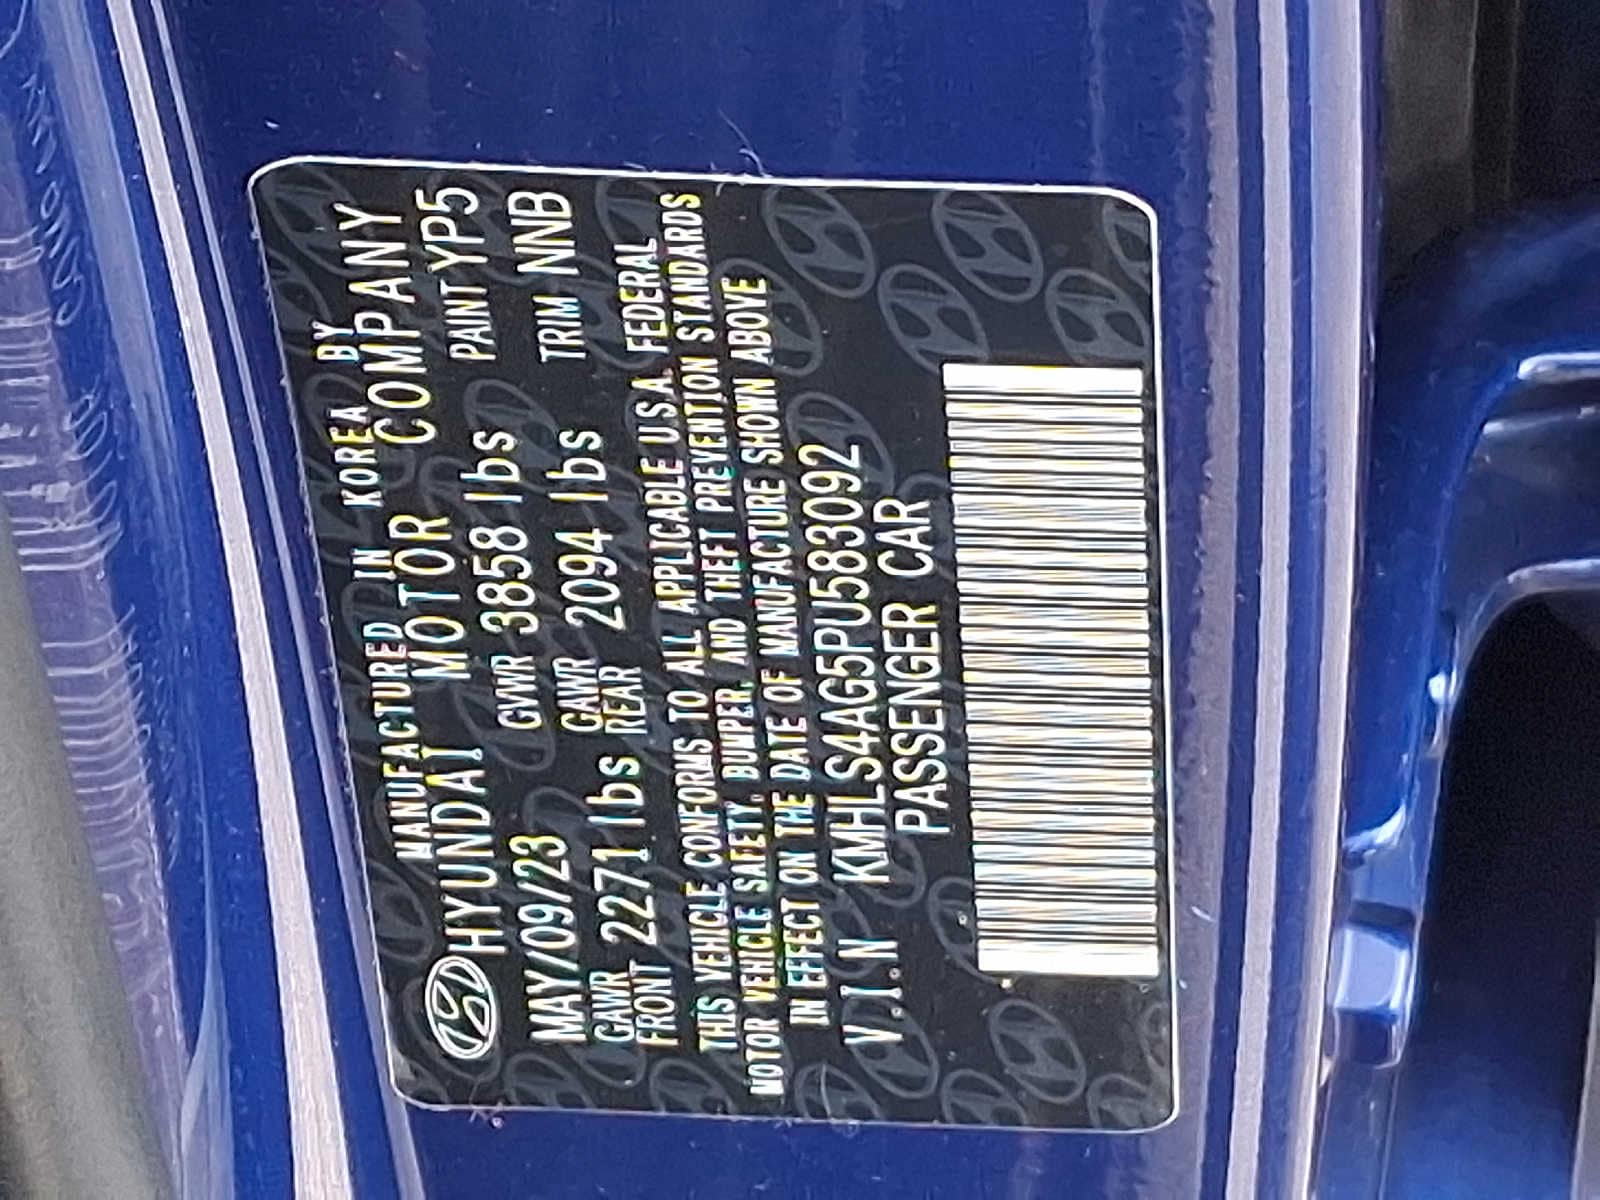 MANUFACTURED IN KOREA BY
HYUNDAI MOTOR COMPANY
MAY/09/23 GVWR 3858 lbs PAINT YP5
GAWR FRONT 2271 lbs GAWR REAR 2094 lbs TRIM NNB
THIS VEHICLE CONFORMS TO ALL APPLICABLE U.S.A. FEDERAL
MOTOR VEHICLE SAFETY, BUMPER, AND THEFT PREVENTION STANDARDS
IN EFFECT ON THE DATE OF MANUFACTURE SHOWN ABOVE
V.I.N KMHLS4AG5PU583092
PASSENGER CAR